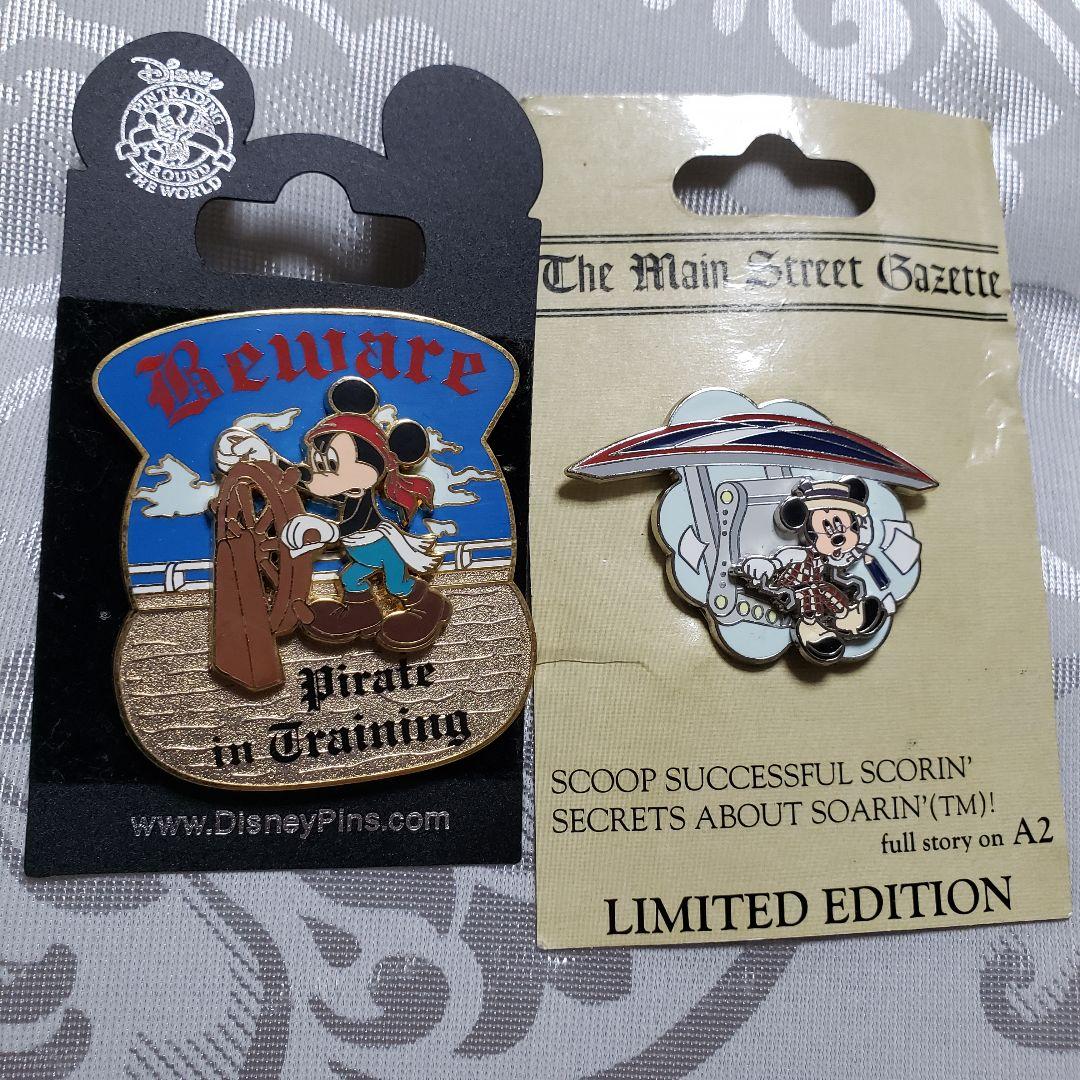 Disney
PIN TRADING
AROUND
THE WORLD
Beware
Pirate
in Training
www.DisneyPins.com
The Main Street Gazette
SCOOP SUCCESSFUL SCORIN'
SECRETS ABOUT SOARIN'(TM)!
full story on A2
LIMITED EDITION